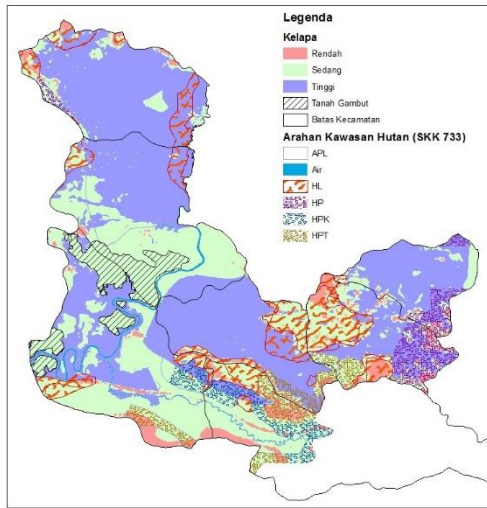 Legenda
Kelapa
Rendah
Sedang
Tinggi
Tanah Gambut
Batas Kecamatan
Arahan Kawasan Hutan (SKK 733)
APL
Air
HL
HP
HPK
HPT